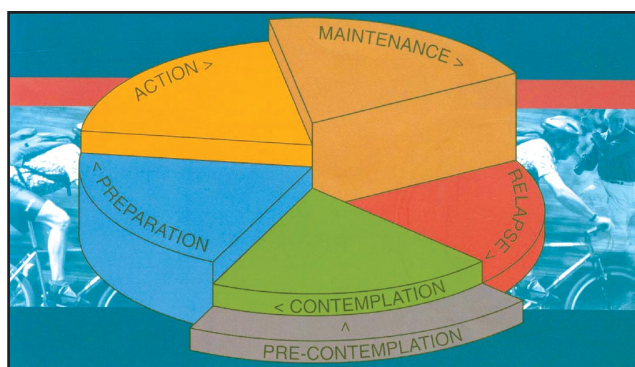 MAINTENANCE >
ACTION >
< PREPARATION
RELAPSE >
< CONTEMPLATION
^
PRE-CONTEMPLATION